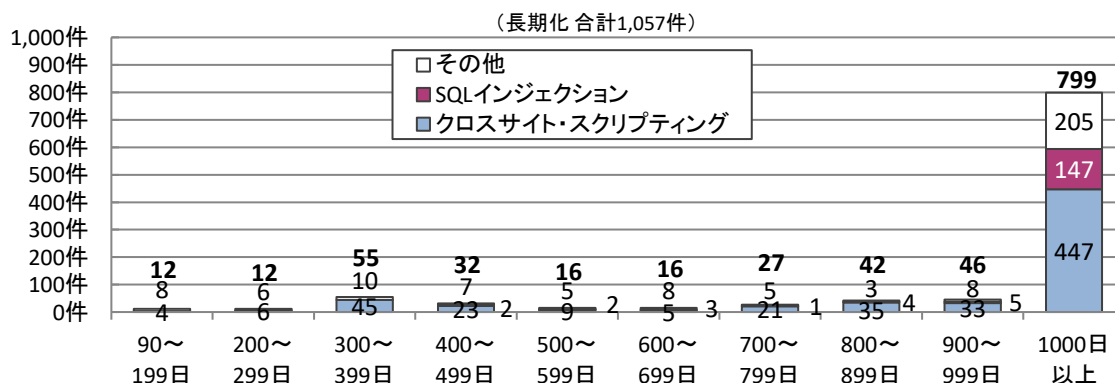 （長期化 合計1,057件）
1,000件
900件
800件
700件
600件
500件
400件
300件
200件
100件
0件
その他
SQLインジェクション
クロスサイト・スクリプティング
12 12 55 32 16 16 27 42 46 799
8 6 10 7 5 8 5 3 8 205
2 2 3 1 4 5 147
4 6 45 23 9 5 21 35 33 447
90～ 200～ 300～ 400～ 500～ 600～ 700～ 800～ 900～ 1000日
199日 299日 399日 499日 599日 699日 799日 899日 999日 以上